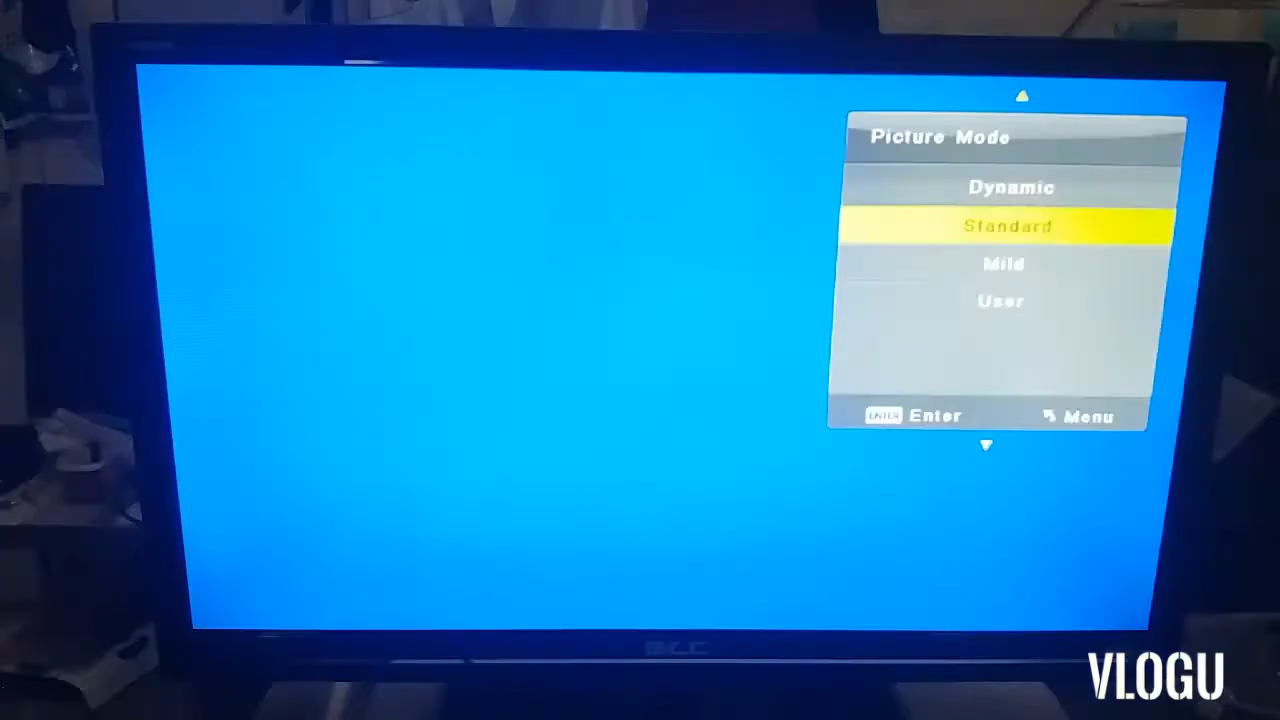 Picture Mode
Dynamic
Standard
Mild
User
ENTER Enter
Menu
VLOGU